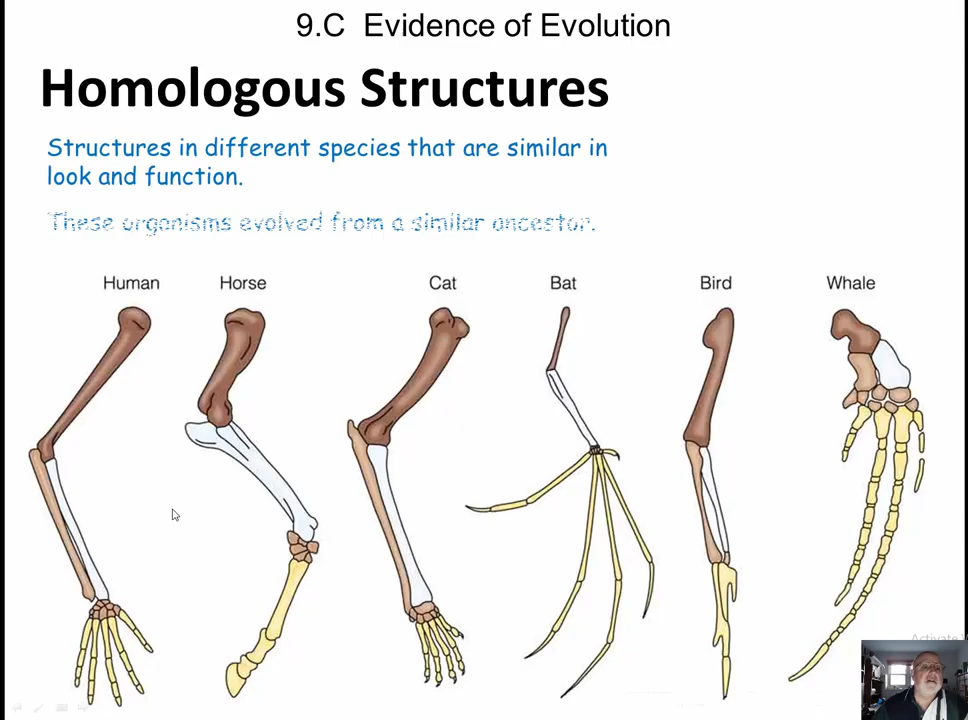 9.C Evidence of Evolution
Homologous Structures
Structures in different species that are similar in
look and function.
These organisms evolved from a similar ancestor.
Human Horse Cat Bat Bird Whale
Activate